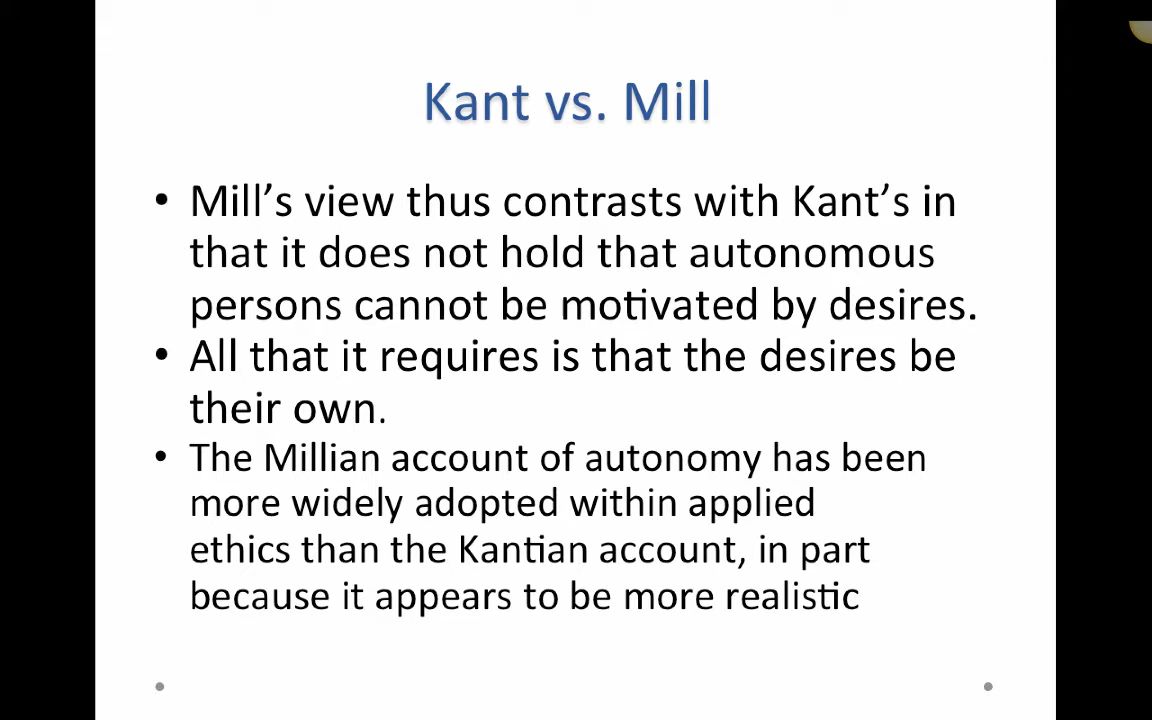 Kant vs. Mill
• Mill’s view thus contrasts with Kant’s in
that it does not hold that autonomous
persons cannot be motivated by desires.
• All that it requires is that the desires be
their own.
• The Millian account of autonomy has been
more widely adopted within applied
ethics than the Kantian account, in part
because it appears to be more realistic